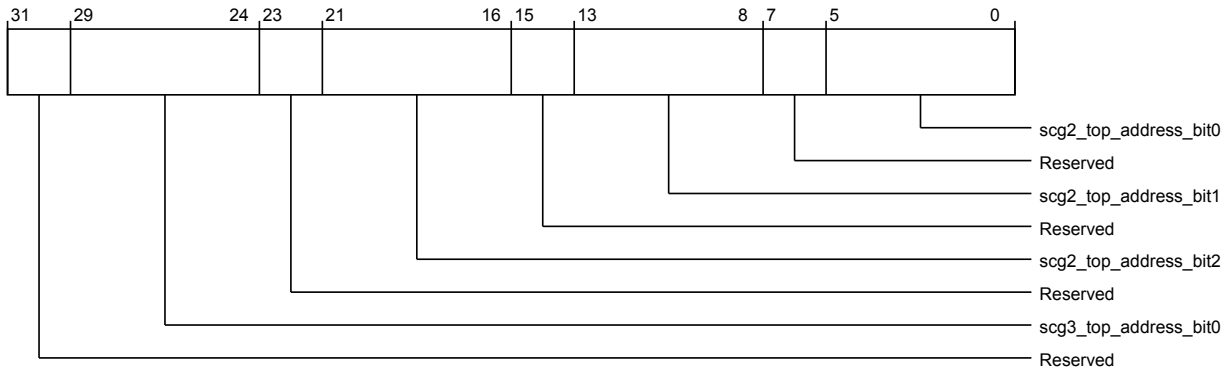 31 29 24 23 21 16 15 13 8 7 5 0
scg2_top_address_bit0
Reserved
scg2_top_address_bit1
Reserved
scg2_top_address_bit2
Reserved
scg3_top_address_bit0
Reserved